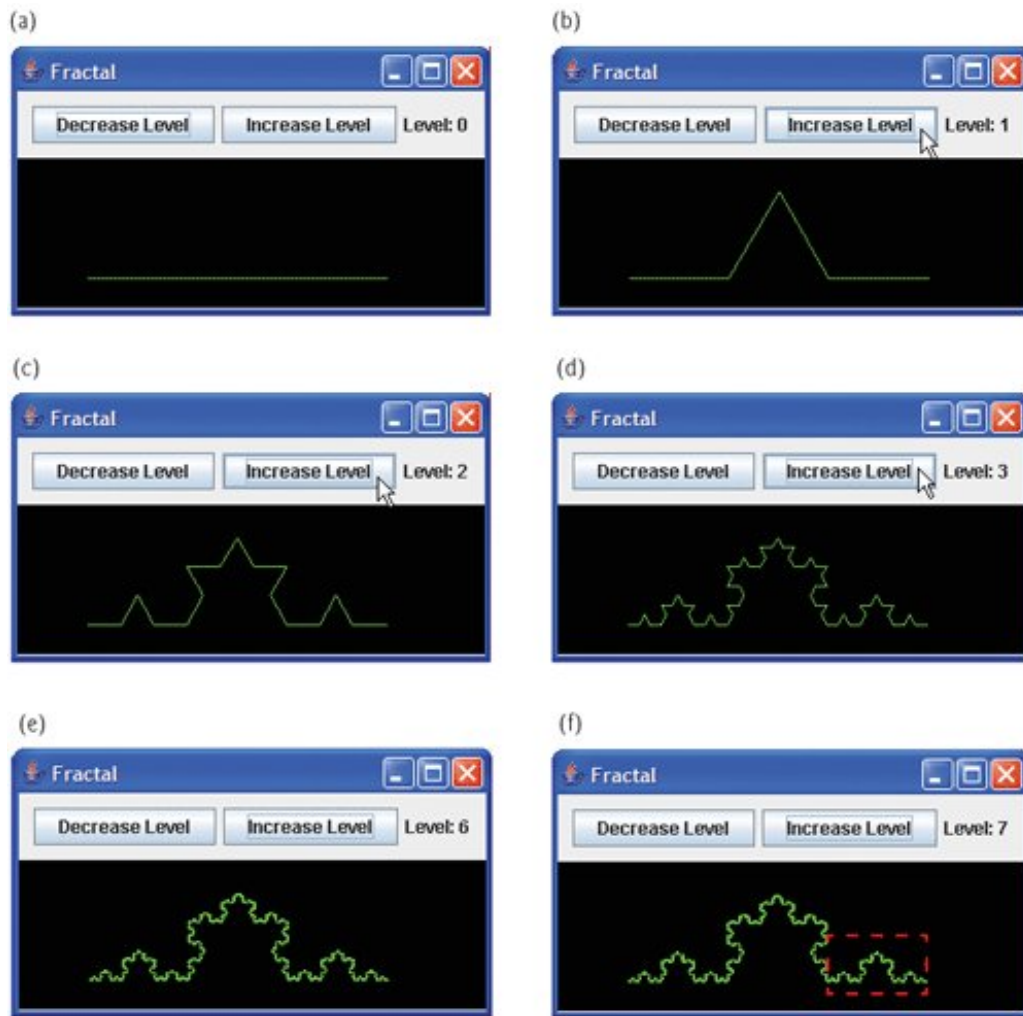 (a)
(b)
Fractal
Fractal
Decrease Level Increase Level Level: 0
Decrease Level Increase Level Level: 1
(c)
(d)
Fractal
Fractal
Decrease Level Increase Level Level: 2
Decrease Level Increase Level Level: 3
(e)
(f)
Fractal
Fractal
Decrease Level Increase Level Level: 6
Decrease Level Increase Level Level: 7